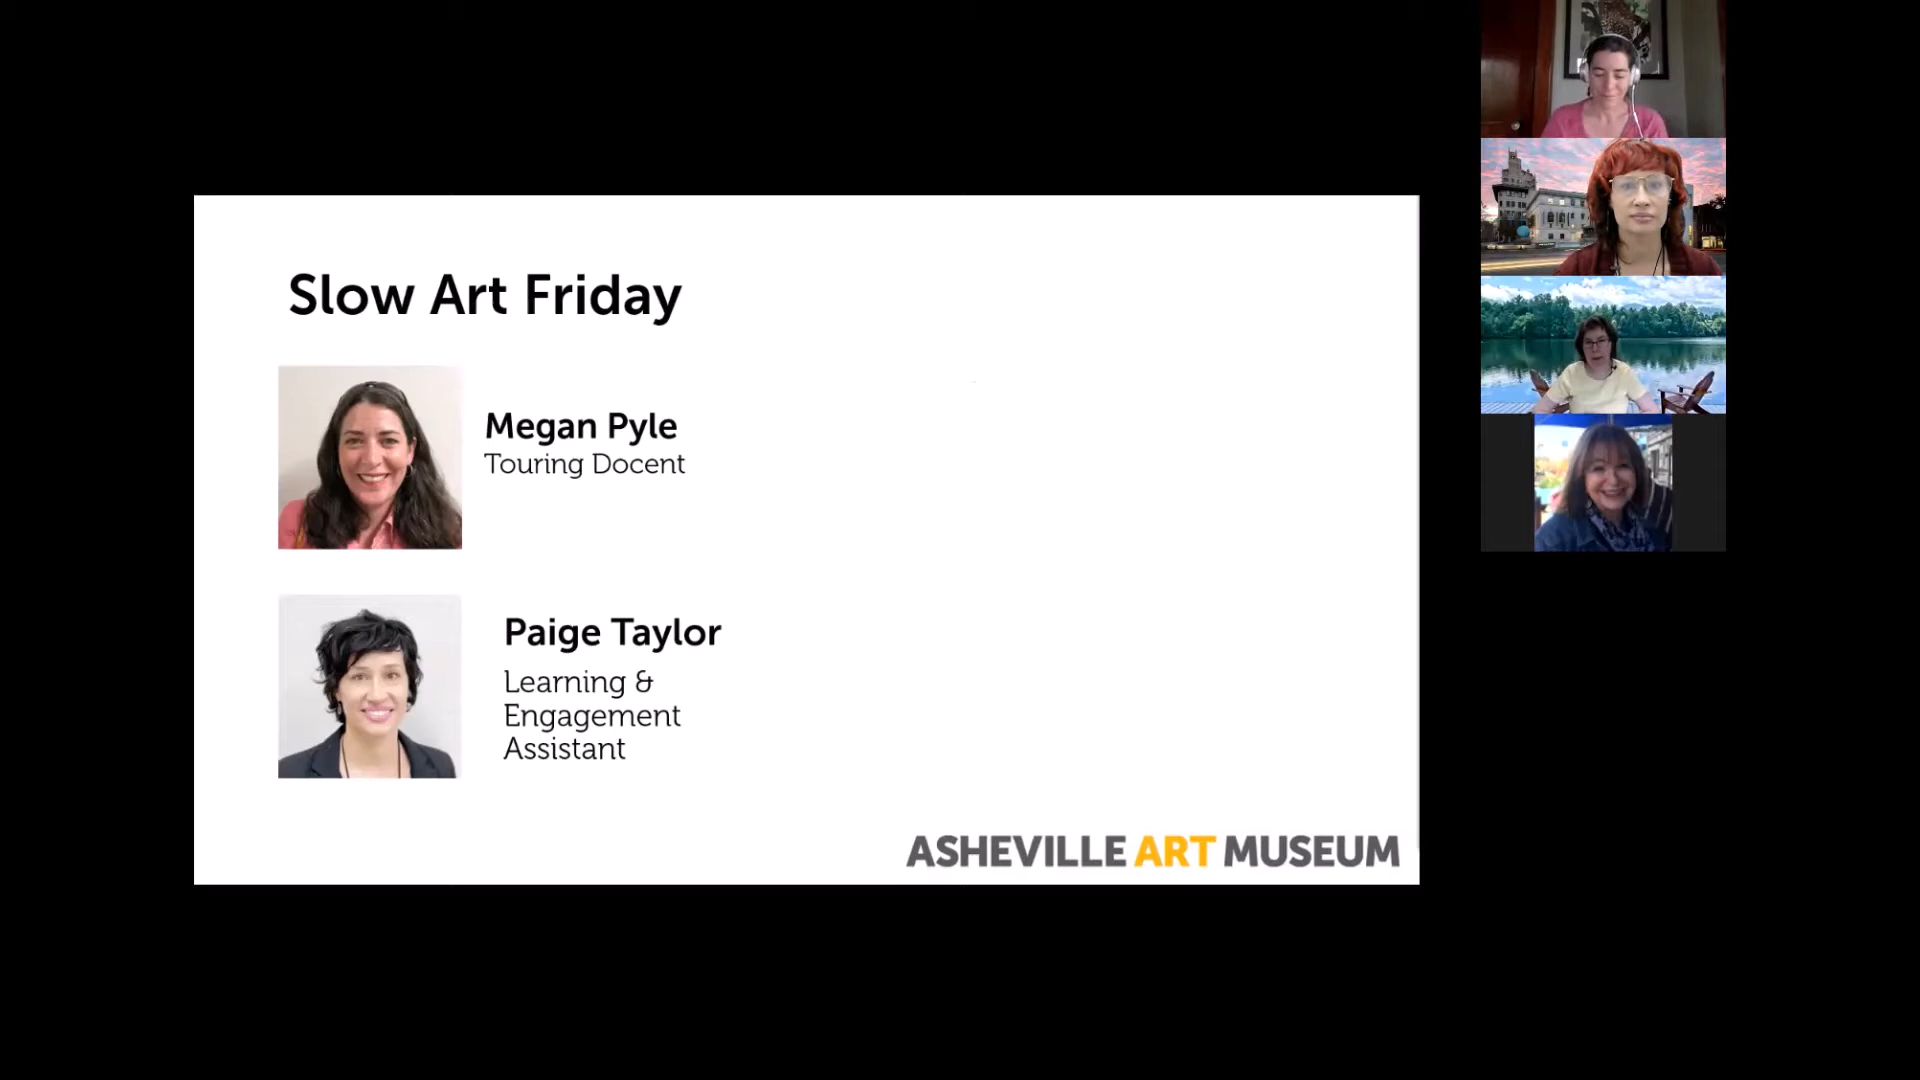 Slow Art Friday
Megan Pyle
Touring Docent
Paige Taylor
Learning &
Engagement
Assistant
ASHEVILLE ART MUSEUM